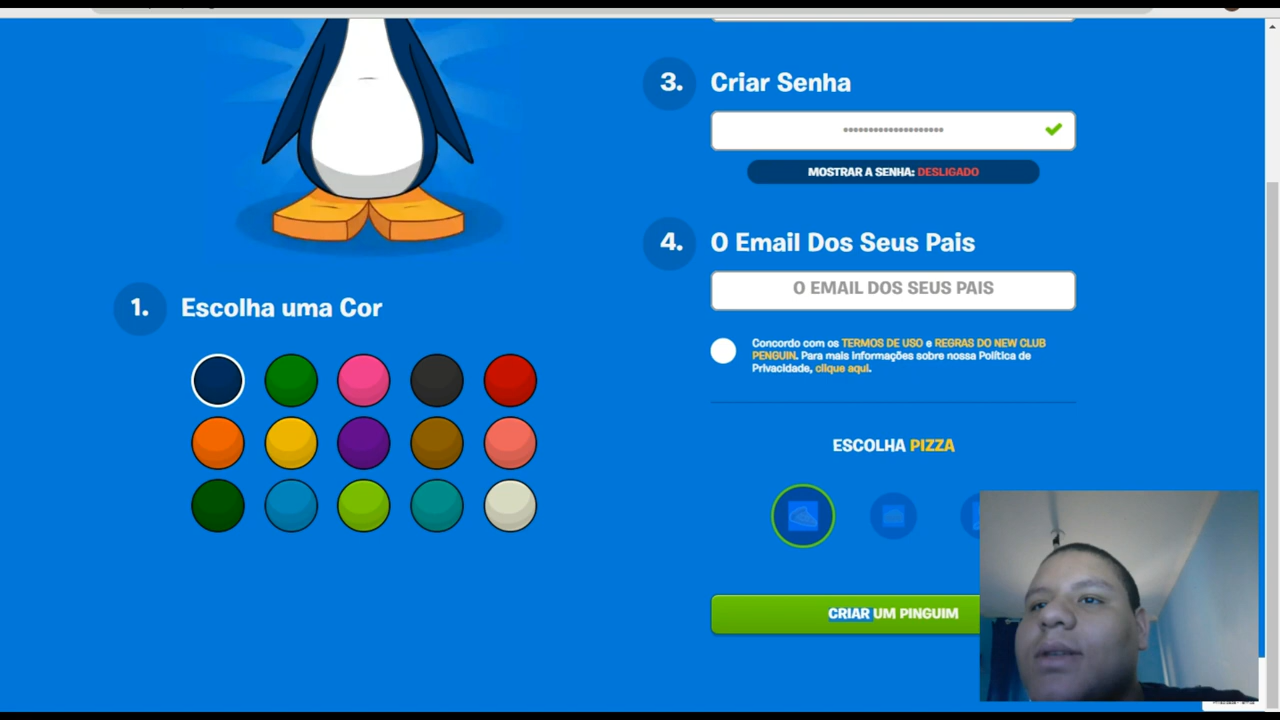 3. Criar Senha
MOSTRAR A SENHA: DESLIGADO
4. O Email Dos Seus Pais
O EMAIL DOS SEUS PAIS
1. Escolha uma Cor
Concordo com os TERMOS DE USO e REGRAS DO NEW CLUB
PENGUIN. Para mais informações sobre nossa Política de
Privacidade, clique aqui.
ESCOLHA PIZZA
CRIAR UM PINGUIM